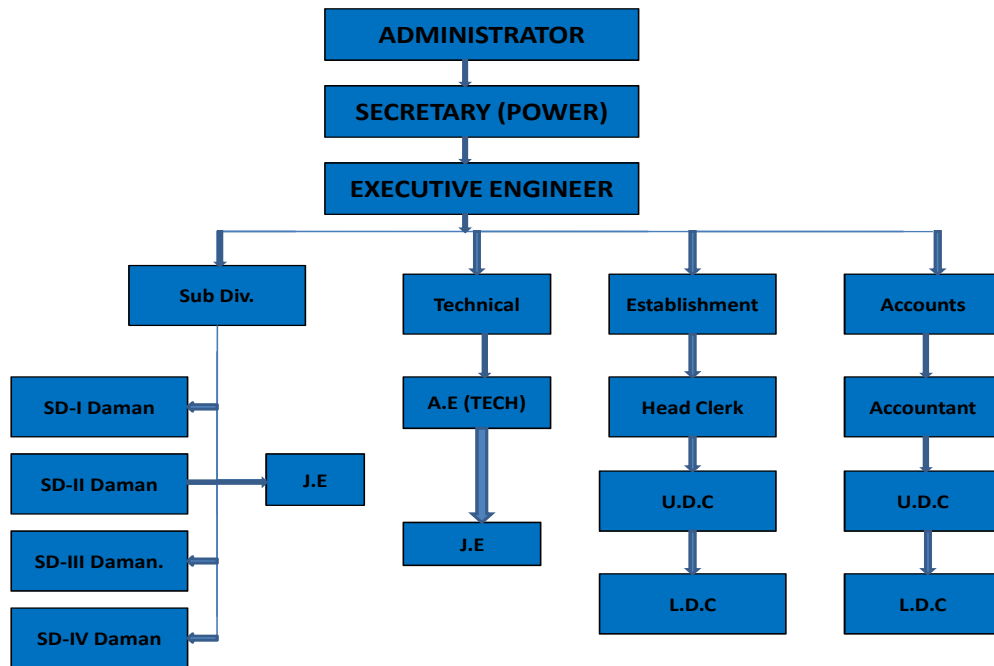 ADMINISTRATOR
SECRETARY (POWER)
EXECUTIVE ENGINEER
Sub Div.
Technical
Establishment
Accounts
SD-I Daman
A.E (TECH)
Head Clerk
Accountant
SD-II Daman
J.E
U.D.C
U.D.C
SD-III Daman.
J.E
L.D.C
L.D.C
SD-IV Daman